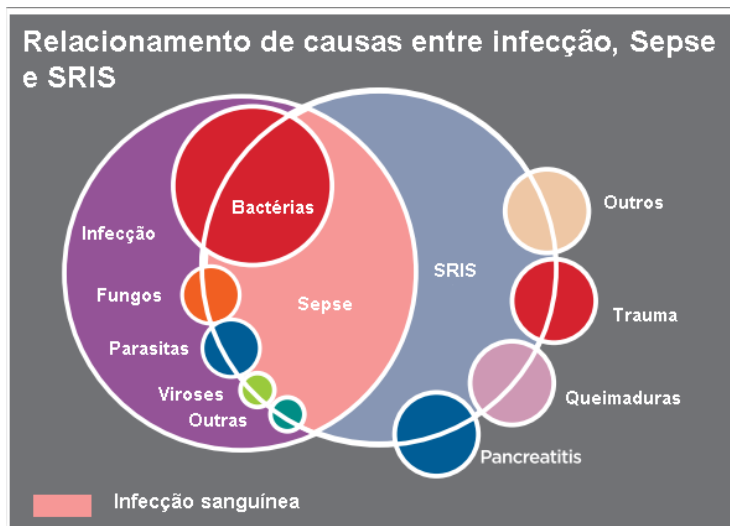 Relacionamento de causas entre infecção, Sepse
e SRIS
Bactérias
Infecção
Fungos
Parasitas
Viroses
Outras
Sepse
SRIS
Outros
Trauma
Queimaduras
Pancreatitis
Infecção sanguínea